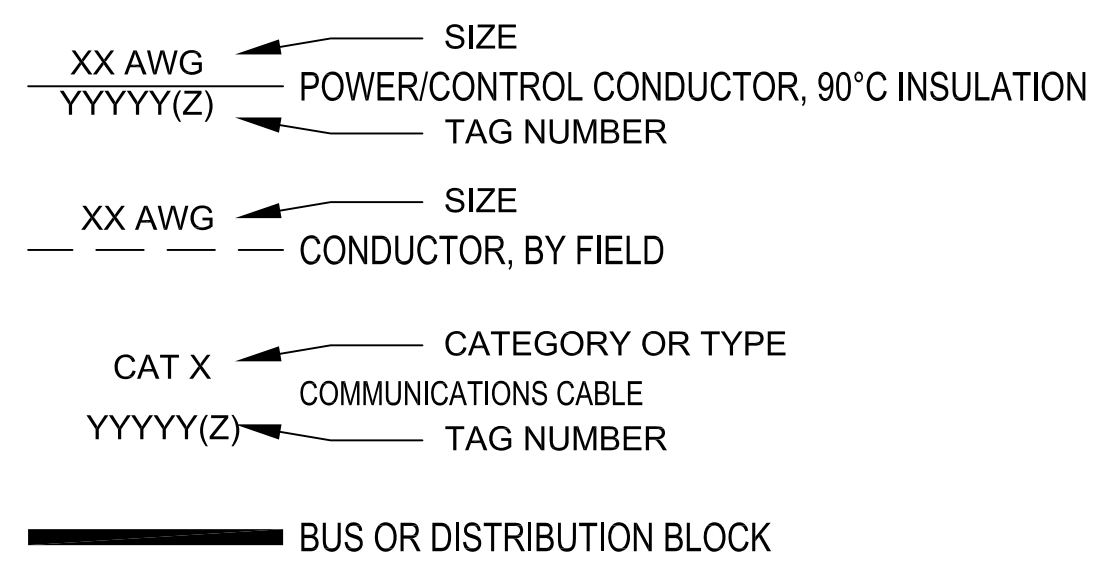 SIZE
XX AWG
POWER/CONTROL CONDUCTOR, 90°C INSULATION
YYYYY(Z)
TAG NUMBER
SIZE
XX AWG
CONDUCTOR, BY FIELD
CATEGORY OR TYPE
CAT X
COMMUNICATIONS CABLE
YYYYY(Z)
TAG NUMBER
BUS OR DISTRIBUTION BLOCK